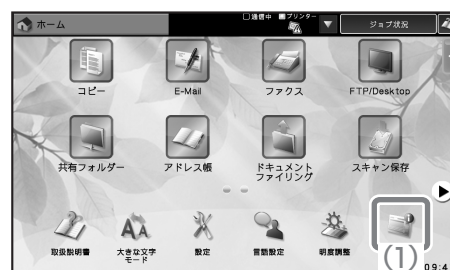 ホーム
□通信中 ■プリンター
ジョブ状況
コピー
E-Mail
ファクス
FTP/Desktop
共有フォルダー
アドレス帳
ドキュメント
ファイリング
スキャン保存
取扱説明書
大きな文字
モード
設定
言語設定
明度調整
(1)
09:4